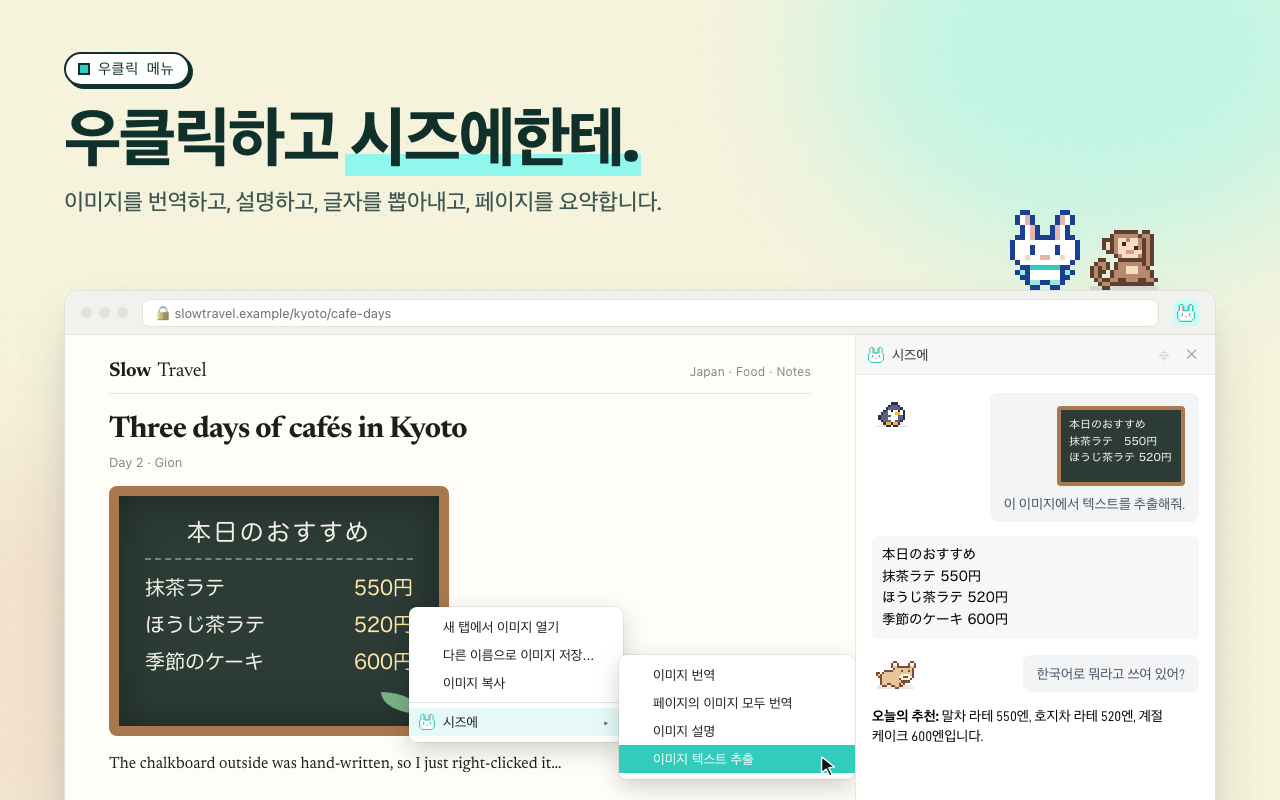 우클릭 메뉴
우클릭하고 시즈에한테.
이미지를 번역하고, 설명하고, 글자를 뽑아내고, 페이지를 요약합니다.
slowtravel.example/kyoto/cafe-days
Slow Travel
Japan · Food · Notes
Three days of cafés in Kyoto
Day 2 · Gion
本日のおすすめ
抹茶ラテ 550円
ほうじ茶ラテ 520円
季節のケーキ 600円
새 탭에서 이미지 열기
다른 이름으로 이미지 저장...
이미지 복사
시즈에
이미지 번역
페이지의 이미지 모두 번역
이미지 설명
이미지 텍스트 추출
The chalkboard outside was hand-written, so I just right-clicked it…
시즈에
本日のおすすめ
抹茶ラテ 550円
ほうじ茶ラテ 520円
이 이미지에서 텍스트를 추출해줘.
本日のおすすめ
抹茶ラテ 550円
ほうじ茶ラテ 520円
季節のケーキ 600円
한국어로 뭐라고 쓰여 있어?
오늘의 추천: 말차 라테 550엔, 호지차 라테 520엔, 계절
케이크 600엔입니다.